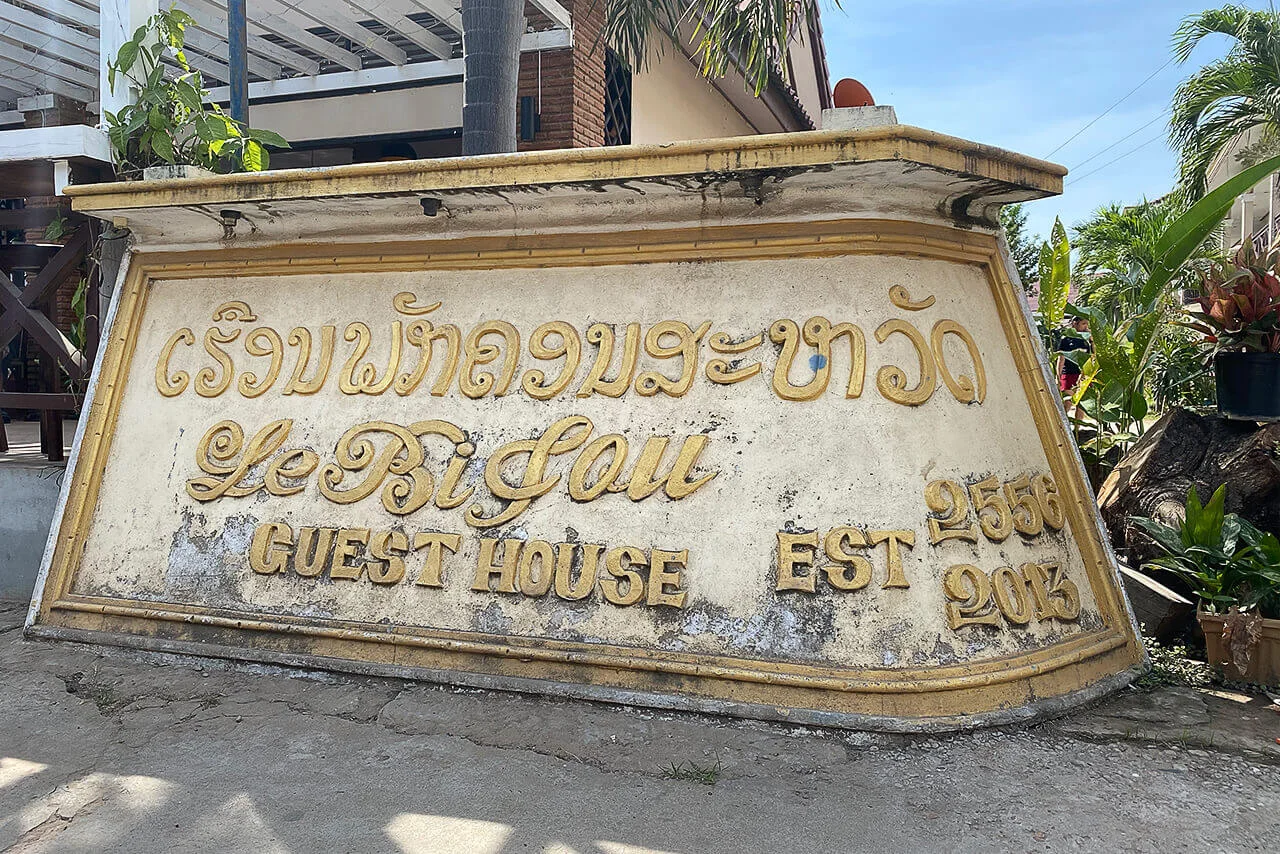 ເຮືອນພັກຄອນສະຫວັດ
Le Bijou
GUEST HOUSE EST 2556
2013